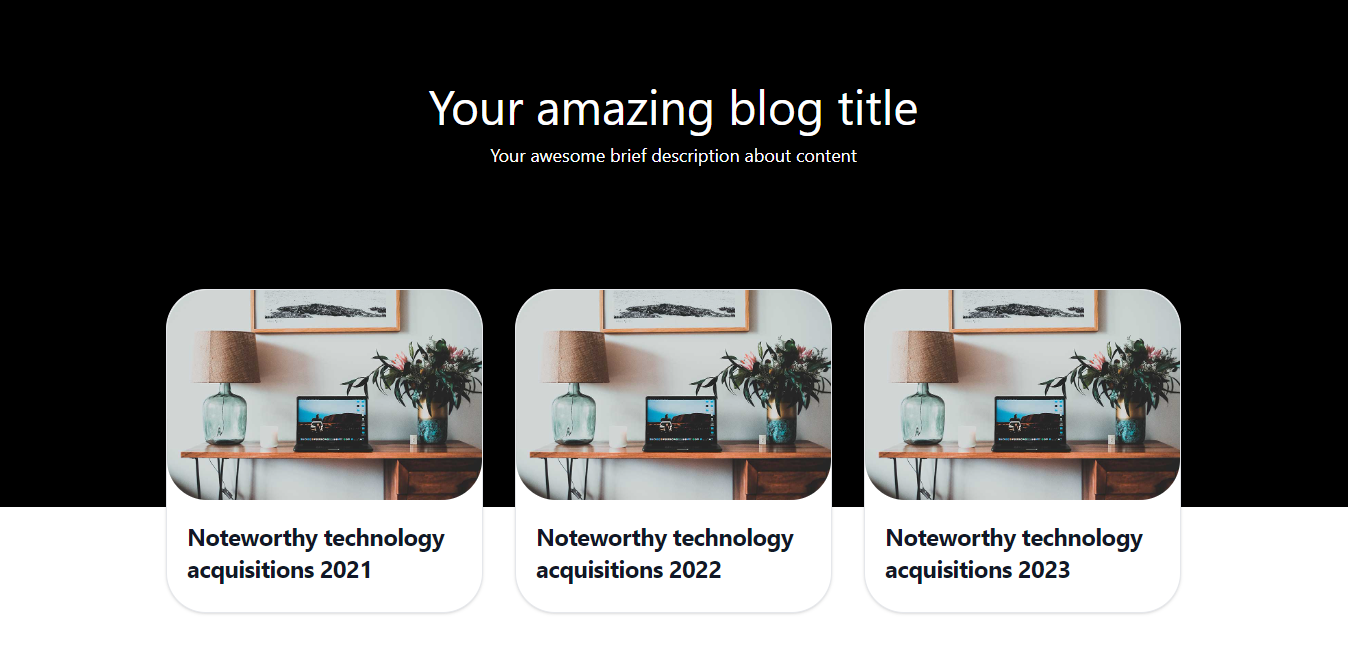 Your amazing blog title
Your awesome brief description about content
Noteworthy technology
acquisitions 2021
Noteworthy technology
acquisitions 2022
Noteworthy technology
acquisitions 2023